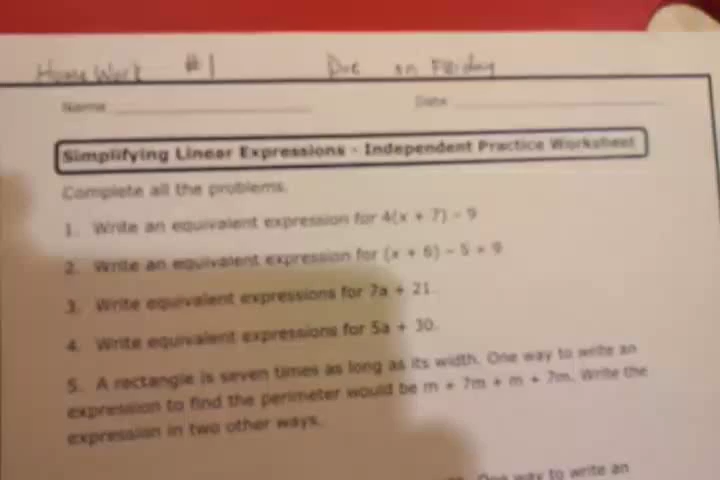 Home Work #1 Due on Friday
Name Date
Simplifying Linear Expressions - Independent Practice Worksheet
Complete all the problems.
1. Write an equivalent expression for 4(x + 7) - 9
2. Write an equivalent expression for (x + 6) - 5 + 9
3. Write equivalent expressions for 7a + 21.
4. Write equivalent expressions for 5a + 30.
5. A rectangle is seven times as long as its width. One way to write an
expression to find the perimeter would be m + 7m + m + 7m. Write the
expression in two other ways.
One way to write an